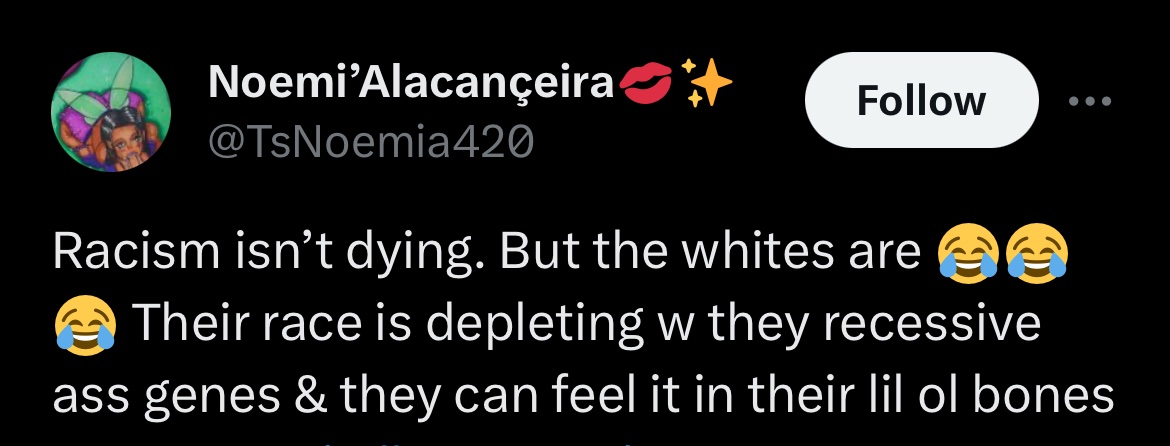 Noemi’Alacançeira💋✨
Follow
@TsNoemia420
Racism isn’t dying. But the whites are 😂😂
😂 Their race is depleting w they recessive
ass genes & they can feel it in their lil ol bones